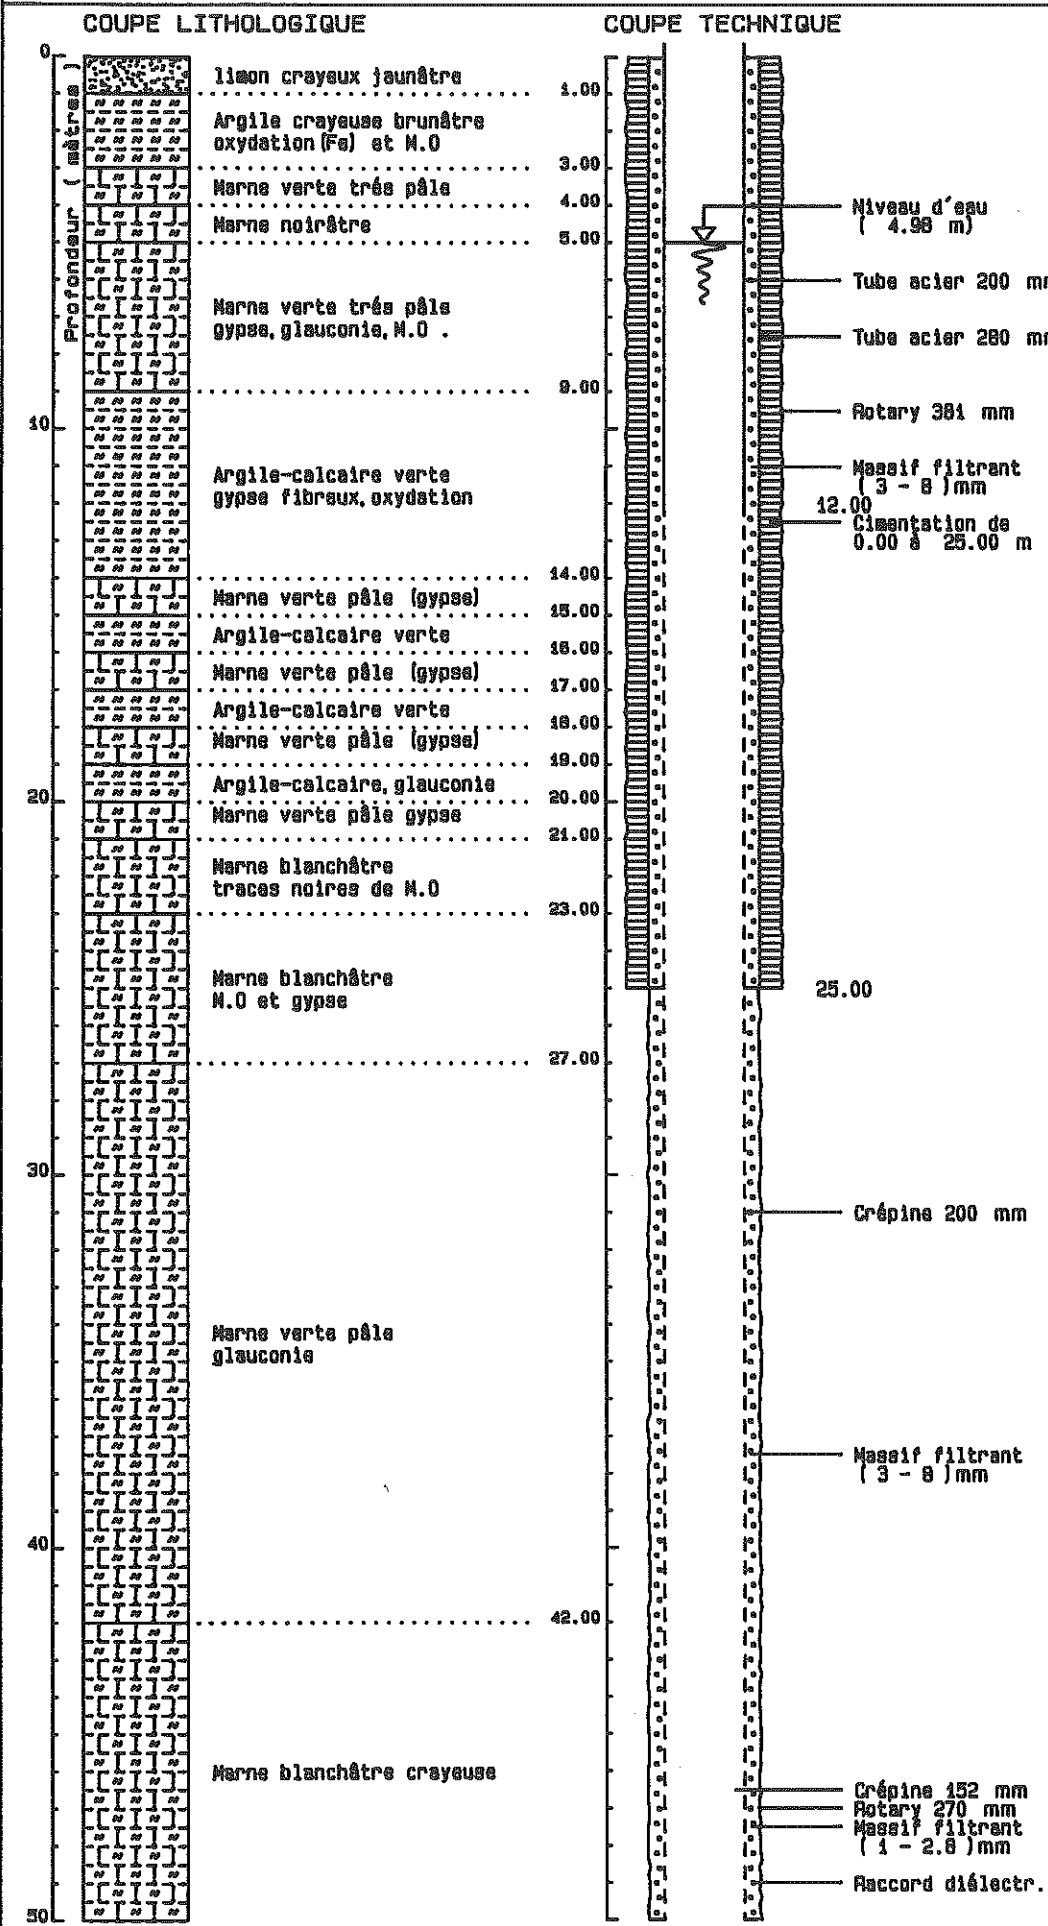 COUPE LITHOLOGIQUE
COUPE TECHNIQUE
Profondeur ( mètres )
0
10
20
30
40
50
limon crayeux jaunâtre
1.00
Argile crayeuse brunâtre
oxydation(Fe) et M.O
3.00
Marne verte trés pâle
4.00
Marne noirâtre
5.00
Marne verte trés pâle
gypse,glauconie,M.O .
9.00
Argile-calcaire verte
gypse fibreux,oxydation
14.00
Marne verte pâle (gypse)
15.00
Argile-calcaire verte
16.00
Marne verte pâle (gypse)
17.00
Argile-calcaire verte
18.00
Marne verte pâle (gypse)
19.00
Argile-calcaire,glauconie
20.00
Marne verte pâle gypse
21.00
Marne blanchâtre
traces noires de M.O
23.00
Marne blanchâtre
M.O et gypse
27.00
Marne verte pâle
glauconie
42.00
Marne blanchâtre crayeuse
Niveau d'eau
( 4.98 m)
Tube acier 200 mm
Tube acier 280 mm
Rotary 381 mm
Massif filtrant
( 3 - 8 )mm
12.00
Cimentation de
0.00 à 25.00 m
25.00
Crépine 200 mm
Massif filtrant
( 3 - 8 )mm
Crépine 152 mm
Rotary 270 mm
Massif filtrant
( 1 - 2.8 )mm
Raccord diélectr.